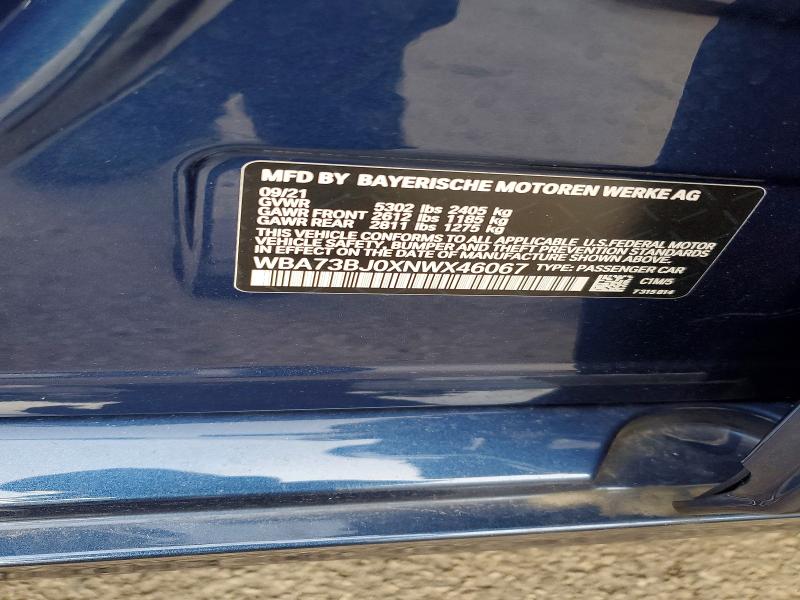 MFD BY BAYERISCHE MOTOREN WERKE AG
09/21
GVWR 5302 lbs 2405 kg
GAWR FRONT 2612 lbs 1185 kg
GAWR REAR 2811 lbs 1275 kg
THIS VEHICLE CONFORMS TO ALL APPLICABLE U.S.FEDERAL MOTOR
VEHICLE SAFETY, BUMPER AND THEFT PREVENTION STANDARDS
IN EFFECT ON THE DATE OF MANUFACTURE SHOWN ABOVE.
WBA73BJ0XNWX46067 TYPE: PASSENGER CAR
C1MI5
7315814